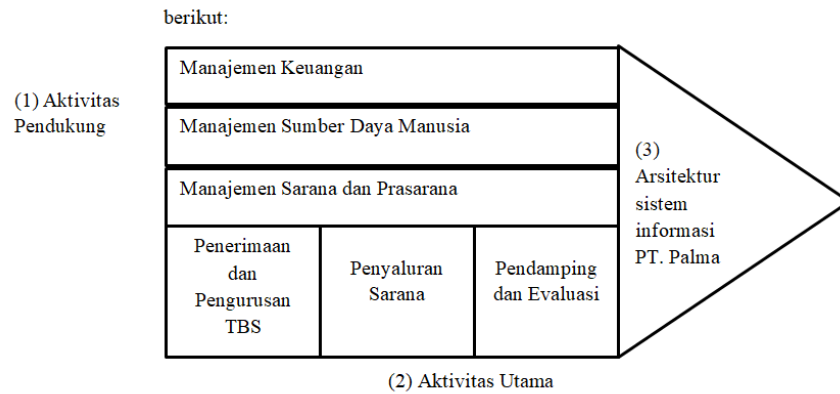 berikut:
Manajemen Keuangan
(1) Aktivitas
Pendukung
Manajemen Sumber Daya Manusia
Manajemen Sarana dan Prasarana
(3)
Arsitektur
sistem
informasi
PT. Palma
Penerimaan
dan
Pengurusan
TBS
Penyaluran
Sarana
Pendamping
dan Evaluasi
(2) Aktivitas Utama